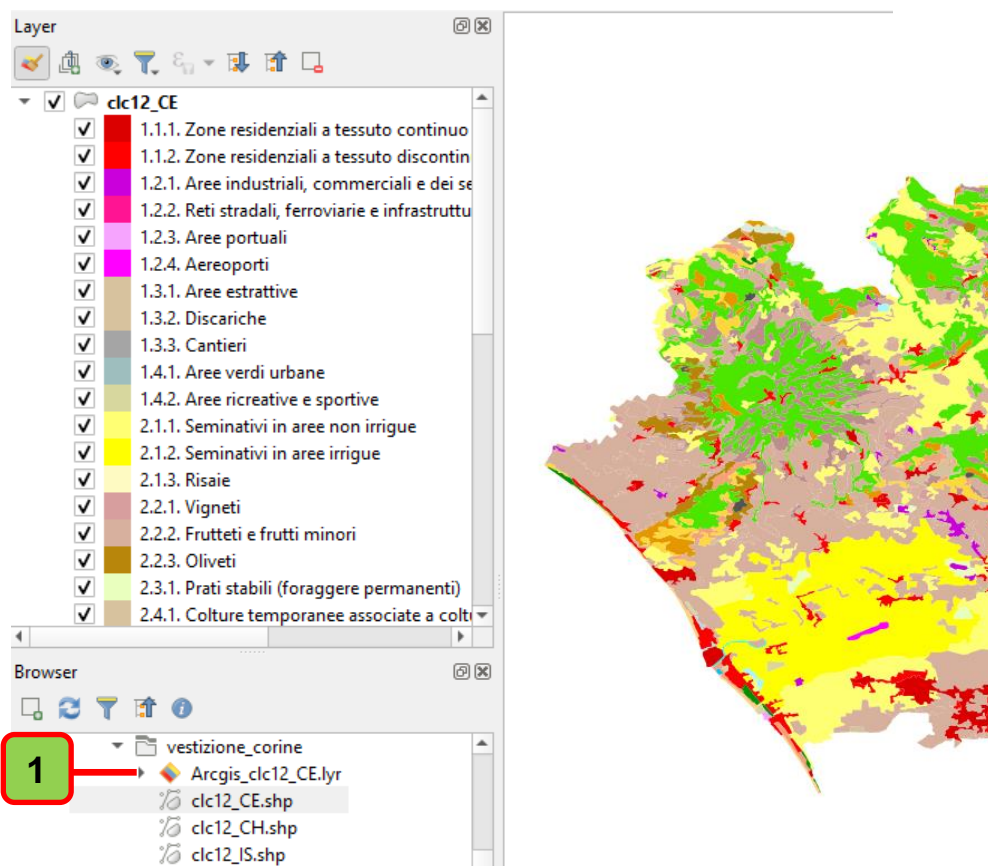 Layer
clc12_CE
1.1.1. Zone residenziali a tessuto continuo
1.1.2. Zone residenziali a tessuto discontin
1.2.1. Aree industriali, commerciali e dei se
1.2.2. Reti stradali, ferroviarie e infrastruttu
1.2.3. Aree portuali
1.2.4. Aereoporti
1.3.1. Aree estrattive
1.3.2. Discariche
1.3.3. Cantieri
1.4.1. Aree verdi urbane
1.4.2. Aree ricreative e sportive
2.1.1. Seminativi in aree non irrigue
2.1.2. Seminativi in aree irrigue
2.1.3. Risaie
2.2.1. Vigneti
2.2.2. Frutteti e frutti minori
2.2.3. Oliveti
2.3.1. Prati stabili (foraggere permanenti)
2.4.1. Colture temporanee associate a colt
Browser
vestizione_corine
1
Arcgis_clc12_CE.lyr
clc12_CE.shp
clc12_CH.shp
clc12_IS.shp